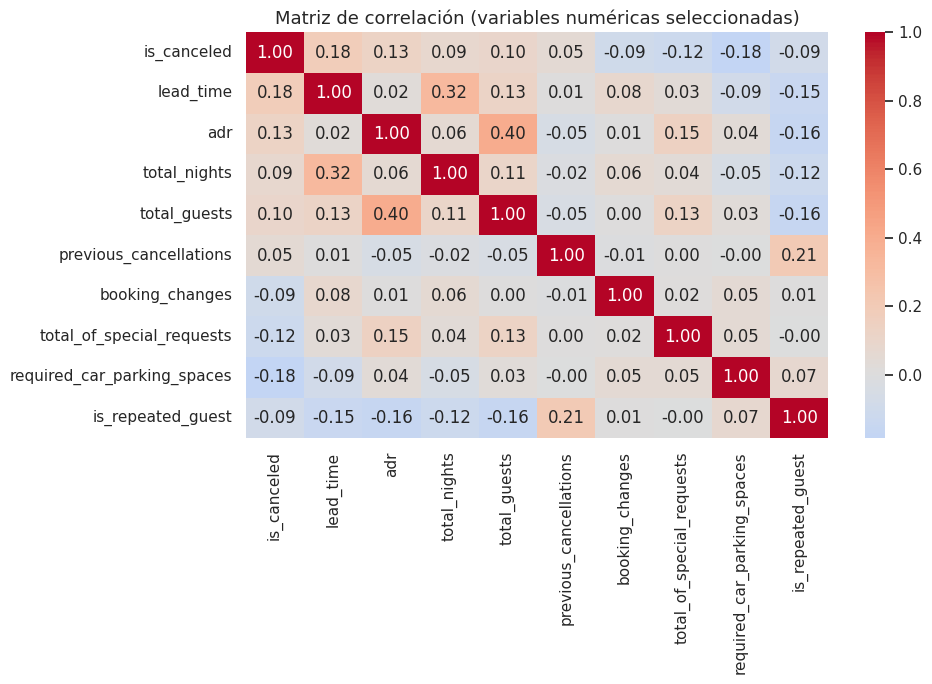 Matriz de correlación (variables numéricas seleccionadas)
is_canceled 1.00 0.18 0.13 0.09 0.10 0.05 -0.09 -0.12 -0.18 -0.09
lead_time 0.18 1.00 0.02 0.32 0.13 0.01 0.08 0.03 -0.09 -0.15
adr 0.13 0.02 1.00 0.06 0.40 -0.05 0.01 0.15 0.04 -0.16
total_nights 0.09 0.32 0.06 1.00 0.11 -0.02 0.06 0.04 -0.05 -0.12
total_guests 0.10 0.13 0.40 0.11 1.00 -0.05 0.00 0.13 0.03 -0.16
previous_cancellations 0.05 0.01 -0.05 -0.02 -0.05 1.00 -0.01 0.00 -0.00 0.21
booking_changes -0.09 0.08 0.01 0.06 0.00 -0.01 1.00 0.02 0.05 0.01
total_of_special_requests -0.12 0.03 0.15 0.04 0.13 0.00 0.02 1.00 0.05 -0.00
required_car_parking_spaces -0.18 -0.09 0.04 -0.05 0.03 -0.00 0.05 0.05 1.00 0.07
is_repeated_guest -0.09 -0.15 -0.16 -0.12 -0.16 0.21 0.01 -0.00 0.07 1.00
is_canceled
lead_time
adr
total_nights
total_guests
previous_cancellations
booking_changes
total_of_special_requests
required_car_parking_spaces
is_repeated_guest
1.0
0.8
0.6
0.4
0.2
0.0